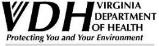 VDH VIRGINIA
DEPARTMENT
OF HEALTH
Protecting You and Your Environment